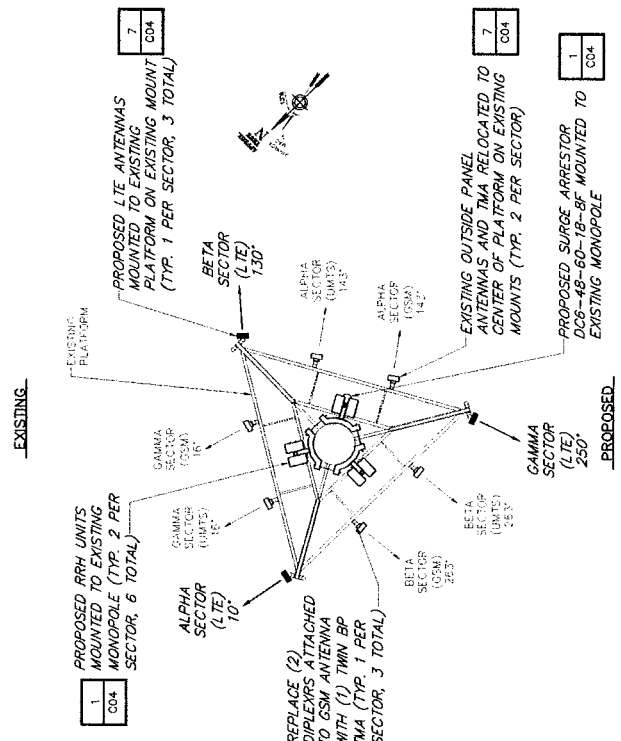 EXISTING
7
C04
PROPOSED LTE ANTENNAS
MOUNTED TO EXISTING
PLATFORM ON EXISTING MOUNT
(TYP. 1 PER SECTOR, 3 TOTAL)
EXISTING
PLATFORM
1
C04
PROPOSED RRH UNITS
MOUNTED TO EXISTING
MONOPOLE (TYP. 2 PER
SECTOR, 6 TOTAL)
BETA
SECTOR
(LTE)
130°
N
GAMMA
SECTOR
(GSM)
16°
ALPHA
SECTOR
(UMTS)
143°
GAMMA
SECTOR
(UMTS)
16°
ALPHA
SECTOR
(GSM)
143°
ALPHA
SECTOR
(LTE)
10°
7
C04
EXISTING OUTSIDE PANEL
ANTENNAS AND TMA RELOCATED TO
CENTER OF PLATFORM ON EXISTING
MOUNTS (TYP. 2 PER SECTOR)
REPLACE (2)
DIPLEXRS ATTACHED
TO GSM ANTENNA
WITH (1) TWIN BP
TMA (TYP. 1 PER
SECTOR, 3 TOTAL)
BETA
SECTOR
(GSM)
263°
BETA
SECTOR
(UMTS)
263°
GAMMA
SECTOR
(LTE)
250°
1
C04
PROPOSED SURGE ARRESTOR
DC6-48-60-18-8F MOUNTED TO
EXISTING MONOPOLE
PROPOSED